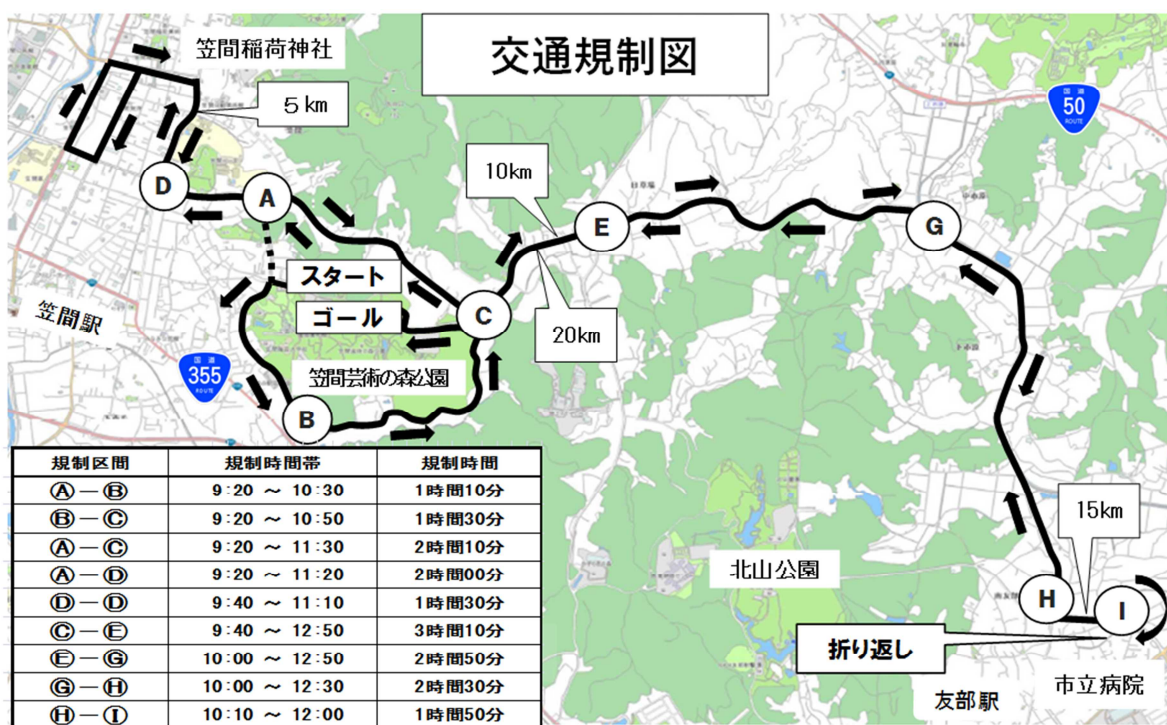 交通規制図
笠間稲荷神社
国道
50
ROUTE
5km
10km
D
A
E
G
スタート
ゴール
C
20km
笠間駅
国道
355
ROUTE
笠間芸術の森公園
B
15km
北山公園
H
I
折り返し
市立病院
友部駅
規制区間 規制時間帯 規制時間
Ⓐ－Ⓑ 9:20 ～ 10:30 1時間10分
Ⓑ－Ⓒ 9:20 ～ 10:50 1時間30分
Ⓐ－Ⓒ 9:20 ～ 11:30 2時間10分
Ⓐ－Ⓓ 9:20 ～ 11:20 2時間00分
Ⓓ－Ⓓ 9:40 ～ 11:10 1時間30分
Ⓒ－Ⓔ 9:40 ～ 12:50 3時間10分
Ⓔ－Ⓖ 10:00 ～ 12:50 2時間50分
Ⓖ－Ⓗ 10:00 ～ 12:30 2時間30分
Ⓗ－Ⓘ 10:10 ～ 12:00 1時間50分